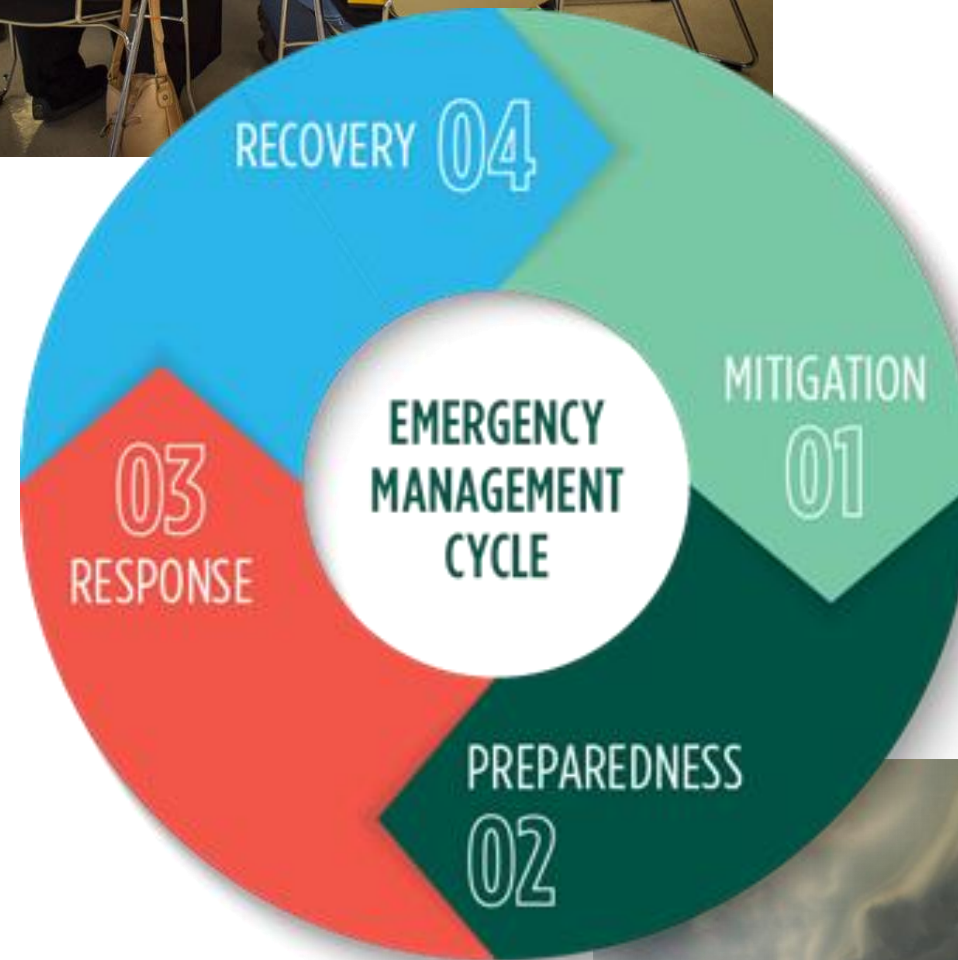 RECOVERY 04
MITIGATION
01
EMERGENCY
MANAGEMENT
CYCLE
03
RESPONSE
PREPAREDNESS
02